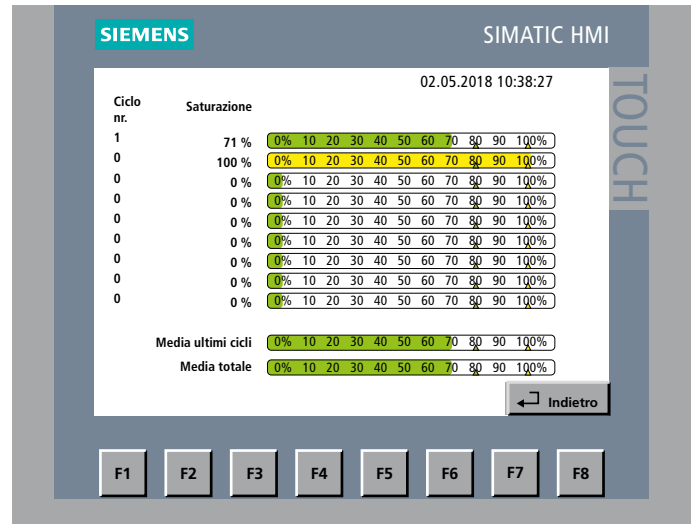 SIEMENS
SIMATIC HMI
TOUCH
02.05.2018 10:38:27
Ciclo nr. Saturazione
1 71 % 0% 10 20 30 40 50 60 70 80 90 100%
0 100 % 0% 10 20 30 40 50 60 70 80 90 100%
0 0 % 0% 10 20 30 40 50 60 70 80 90 100%
0 0 % 0% 10 20 30 40 50 60 70 80 90 100%
0 0 % 0% 10 20 30 40 50 60 70 80 90 100%
0 0 % 0% 10 20 30 40 50 60 70 80 90 100%
0 0 % 0% 10 20 30 40 50 60 70 80 90 100%
0 0 % 0% 10 20 30 40 50 60 70 80 90 100%
0 0 % 0% 10 20 30 40 50 60 70 80 90 100%
Media ultimi cicli 0% 10 20 30 40 50 60 70 80 90 100%
Media totale 0% 10 20 30 40 50 60 70 80 90 100%
Indietro
F1 F2 F3 F4 F5 F6 F7 F8